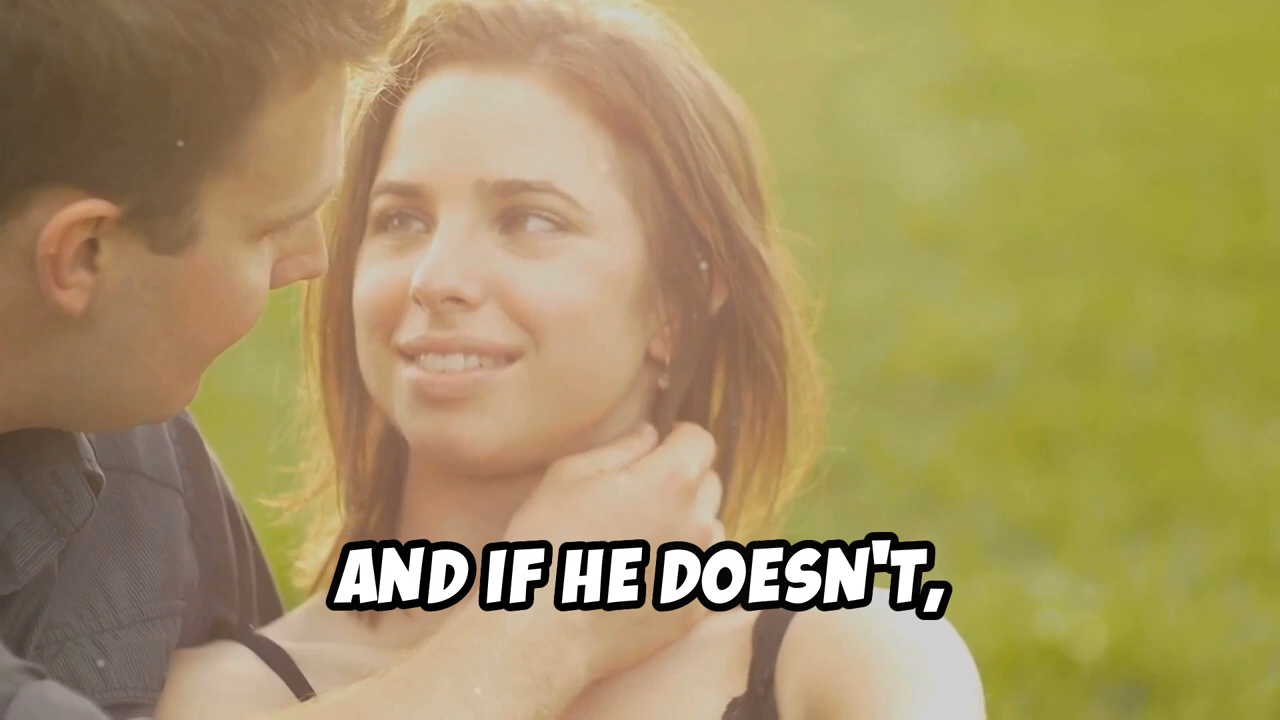 AND IF HE DOESN'T,